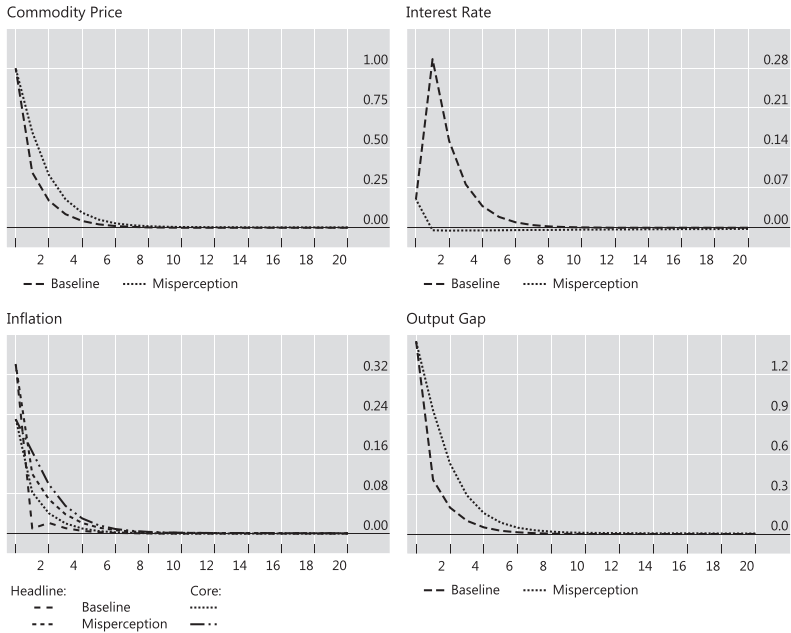 Commodity Price
1.00
0.75
0.50
0.25
0.00
2 4 6 8 10 12 14 16 18 20
Baseline Misperception
Interest Rate
0.28
0.21
0.14
0.07
0.00
2 4 6 8 10 12 14 16 18 20
Baseline Misperception
Inflation
0.32
0.24
0.16
0.08
0.00
2 4 6 8 10 12 14 16 18 20
Headline: Core:
Baseline
Misperception
Output Gap
1.2
0.9
0.6
0.3
0.0
2 4 6 8 10 12 14 16 18 20
Baseline Misperception